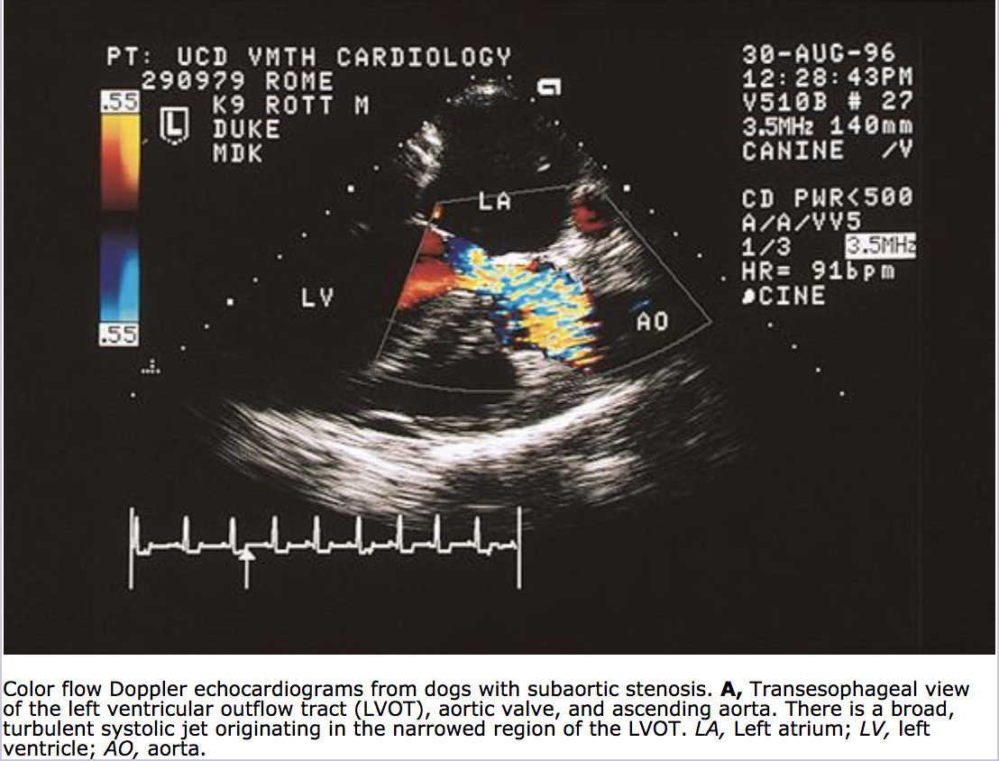 PT: UCD VMTH CARDIOLOGY
290979 ROME
K9 ROTT M
DUKE
MDK
.55
L
.55
30-AUG-96
12:28:43PM
V510B # 27
3.5MHz 140mm
CANINE /V
CD PWR<500
A/A/VV5
1/3 3.5MHz
HR= 91bpm
CINE
LA
LV
AO
Color flow Doppler echocardiograms from dogs with subaortic stenosis. A, Transesophageal view
of the left ventricular outflow tract (LVOT), aortic valve, and ascending aorta. There is a broad,
turbulent systolic jet originating in the narrowed region of the LVOT. LA, Left atrium; LV, left
ventricle; AO, aorta.